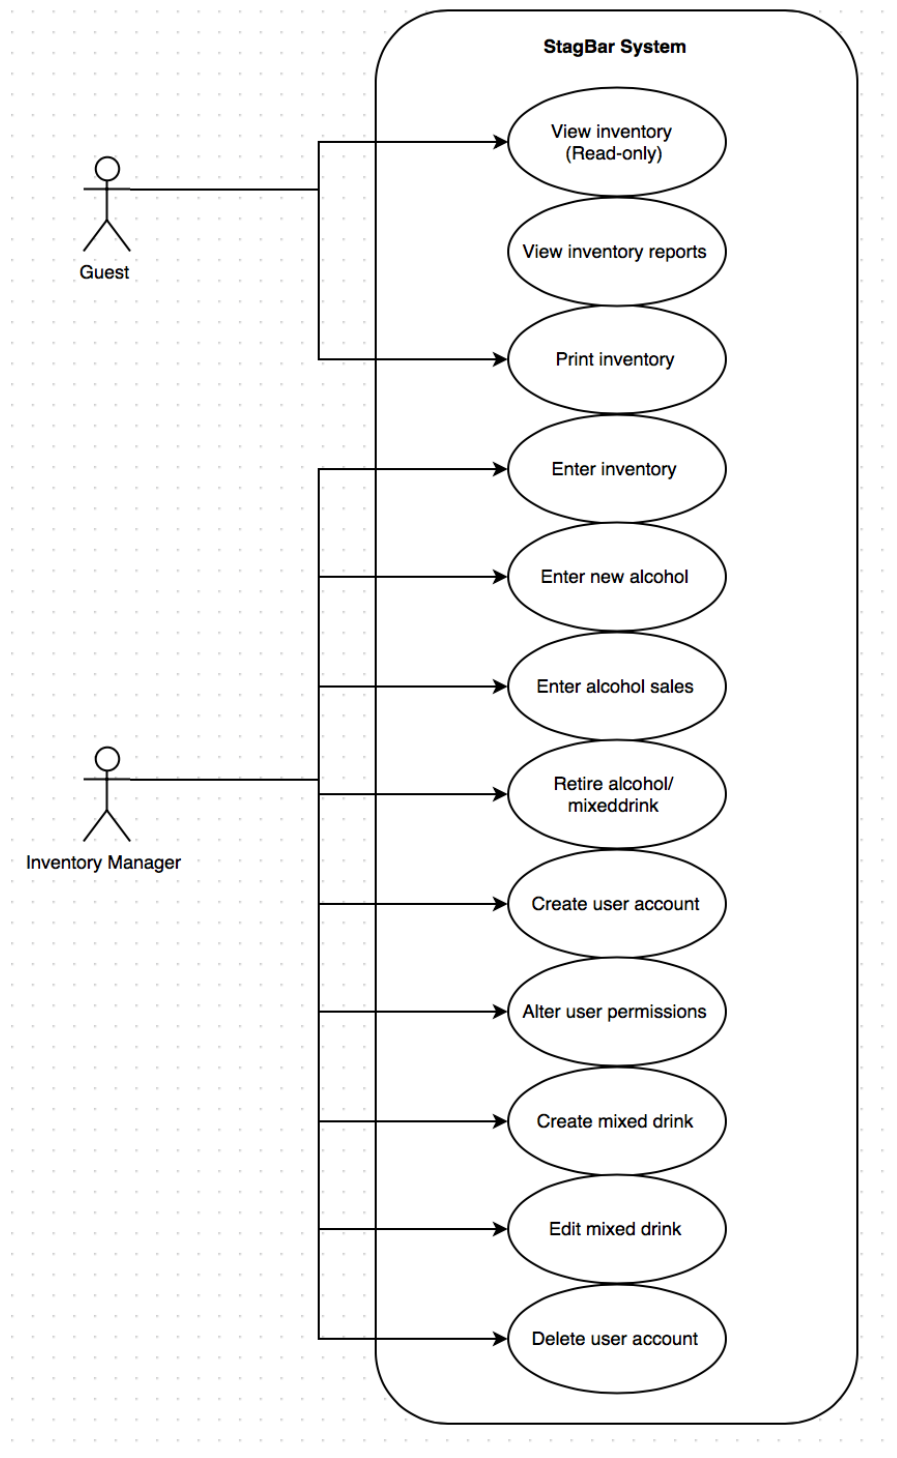 StagBar System
View inventory
(Read-only)
Guest
View inventory reports
Print inventory
Enter inventory
Enter new alcohol
Enter alcohol sales
Retire alcohol/
mixeddrink
Inventory Manager
Create user account
Alter user permissions
Create mixed drink
Edit mixed drink
Delete user account